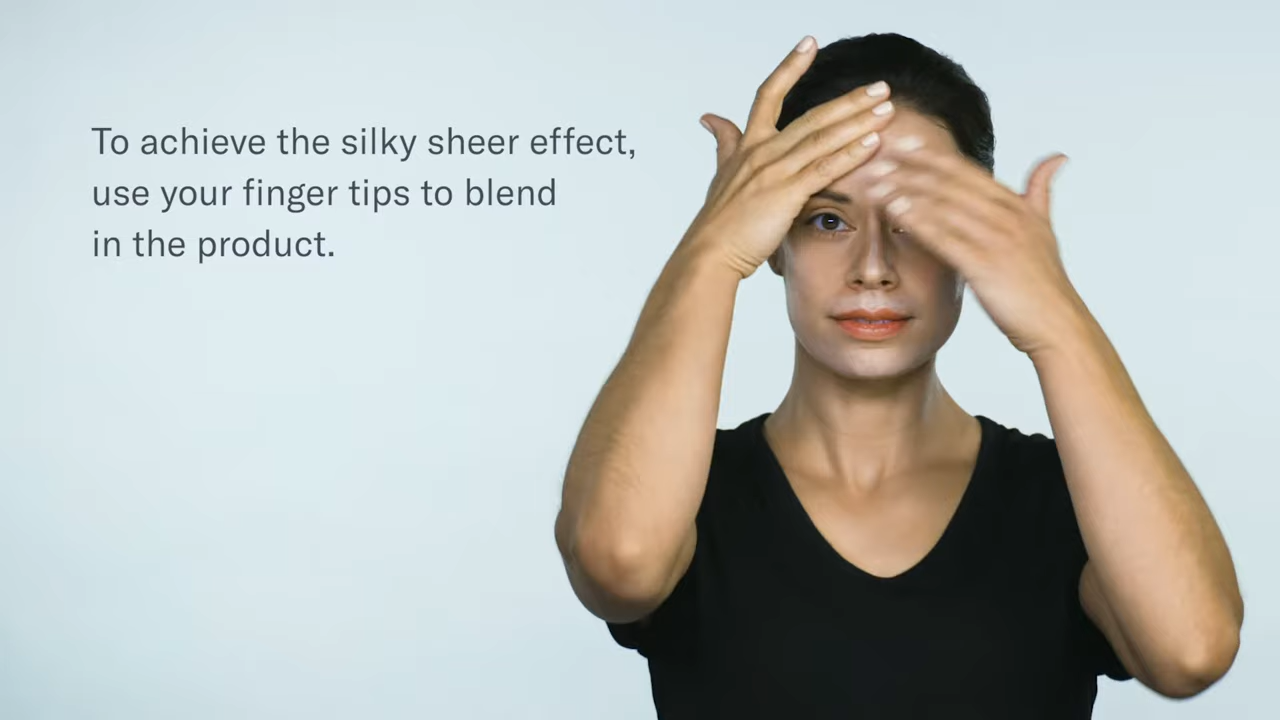 To achieve the silky sheer effect,
use your finger tips to blend
in the product.